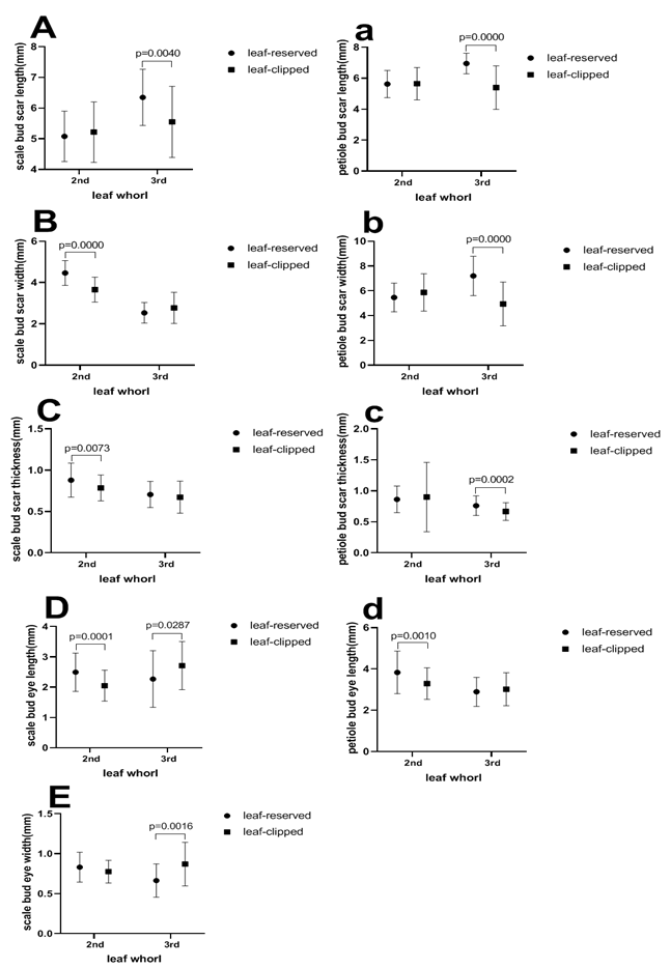 A
scale bud scar length(mm)
8
7
6
5
4
p=0.0040
2nd
3rd
leaf whorl
leaf-reserved
leaf-clipped
a
petiole bud scar length(mm)
10
8
6
4
2
0
p=0.0000
2nd
3rd
leaf whorl
leaf-reserved
leaf-clipped
B
scale bud scar width(mm)
6
4
2
0
p=0.0000
2nd
3rd
leaf whorl
leaf-reserved
leaf-clipped
b
petiole bud scar width(mm)
10
8
6
4
2
0
p=0.0000
2nd
3rd
leaf whorl
leaf-reserved
leaf-clipped
C
scale bud scar thickness(mm)
1.5
1.0
0.5
0.0
p=0.0073
2nd
3rd
leaf whorl
leaf-reserved
leaf-clipped
c
petiole bud scar thickness(mm)
2.0
1.5
1.0
0.5
0.0
p=0.0002
2nd
3rd
leaf whorl
leaf-reserved
leaf-clipped
D
scale bud eye length(mm)
4
3
2
1
0
p=0.0001
p=0.0287
2nd
3rd
leaf whorl
leaf-reserved
leaf-clipped
d
petiole bud eye length(mm)
6
4
2
0
p=0.0010
2nd
3rd
leaf whorl
leaf-reserved
leaf-clipped
E
scale bud eye width(mm)
1.5
1.0
0.5
0.0
p=0.0016
2nd
3rd
leaf whorl
leaf-reserved
leaf-clipped